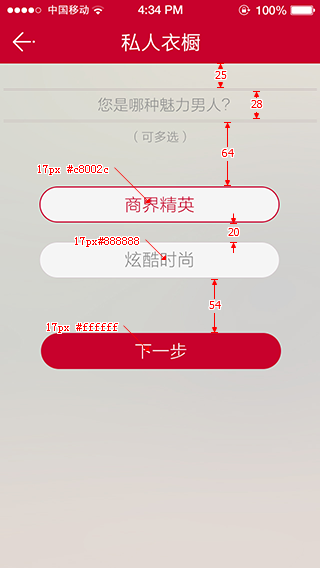 中国移动 4:34 PM 100%
私人衣橱
25
您是哪种魅力男人?
28
（可多选）
64
17px #c8002c
商界精英
20
17px#888888
炫酷时尚
54
17px #ffffff
下一步